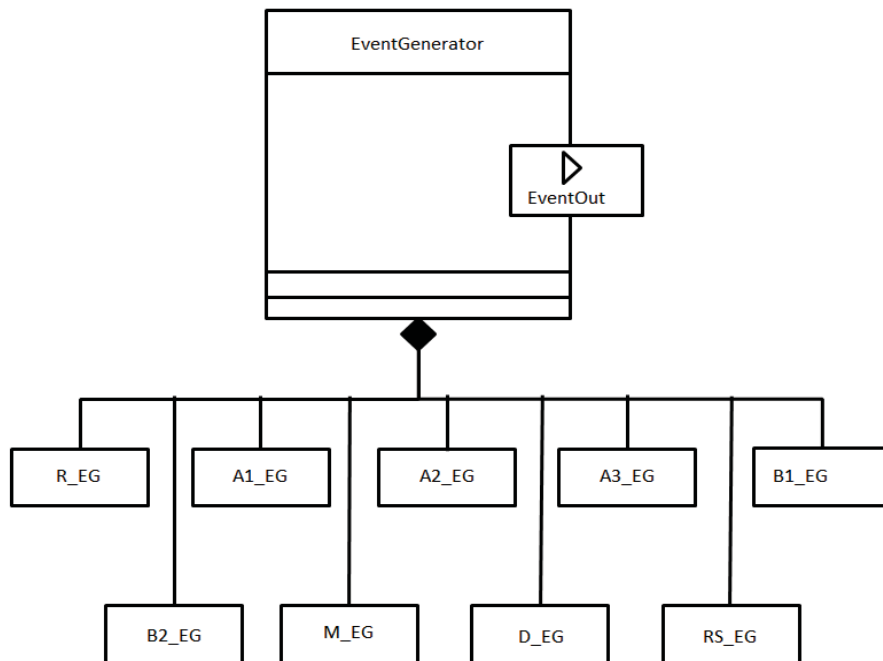 EventGenerator
EventOut
R_EG
A1_EG
A2_EG
A3_EG
B1_EG
B2_EG
M_EG
D_EG
RS_EG